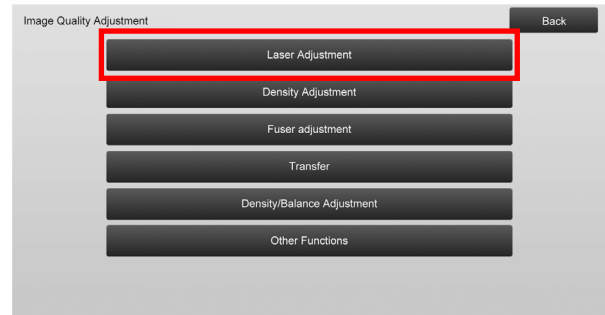 Image Quality Adjustment
Back
Laser Adjustment
Density Adjustment
Fuser adjustment
Transfer
Density/Balance Adjustment
Other Functions